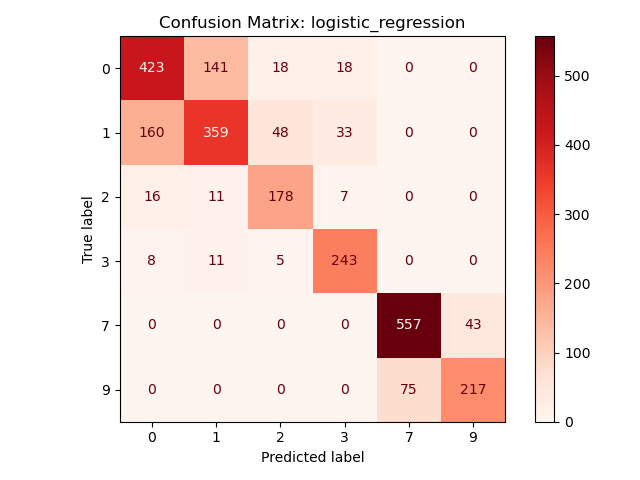 Confusion Matrix: logistic_regression
0 423 141 18 18 0 0
1 160 359 48 33 0 0
2 16 11 178 7 0 0
3 8 11 5 243 0 0
7 0 0 0 0 557 43
9 0 0 0 0 75 217
0 1 2 3 7 9
Predicted label
True label
500
400
300
200
100
0